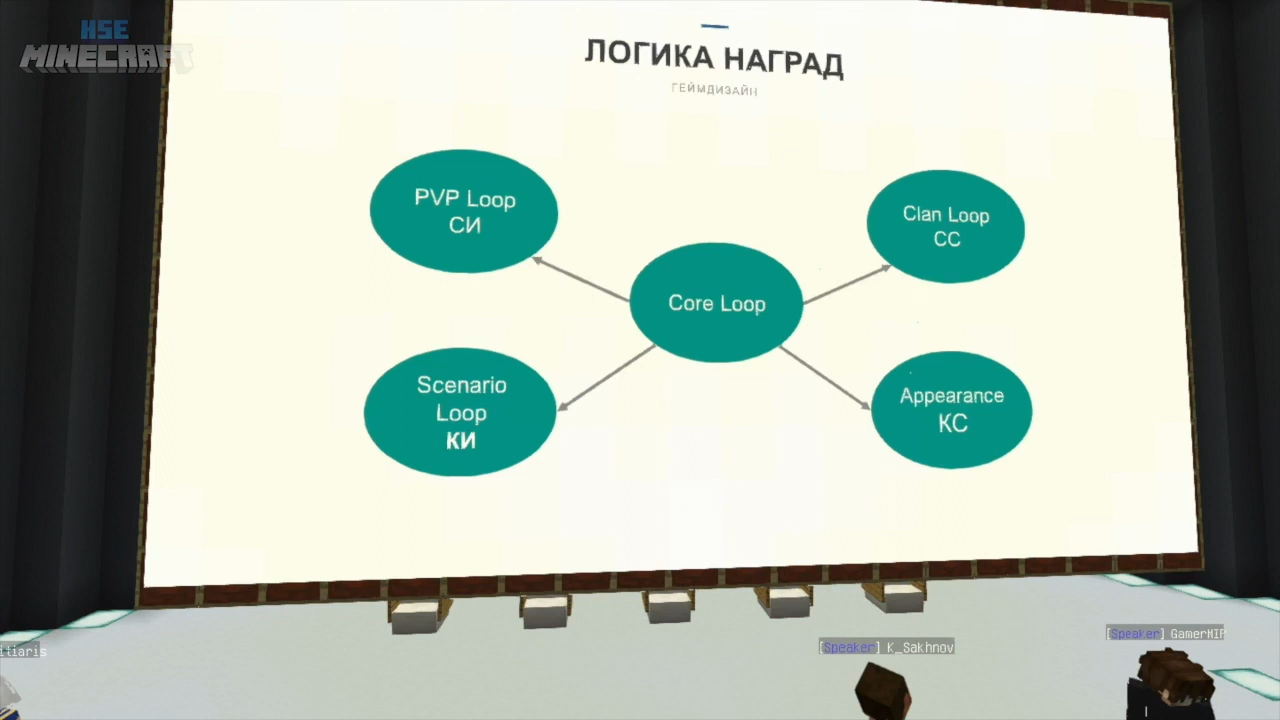 HSE
MINECRAFT
ЛОГИКА НАГРАД
ГЕЙМДИЗАЙН
PVP Loop
СИ
Clan Loop
СС
Core Loop
Scenario
Loop
КИ
Appearance
КС
[Speaker] K_Sakhnov
[Speaker] GamerHIP